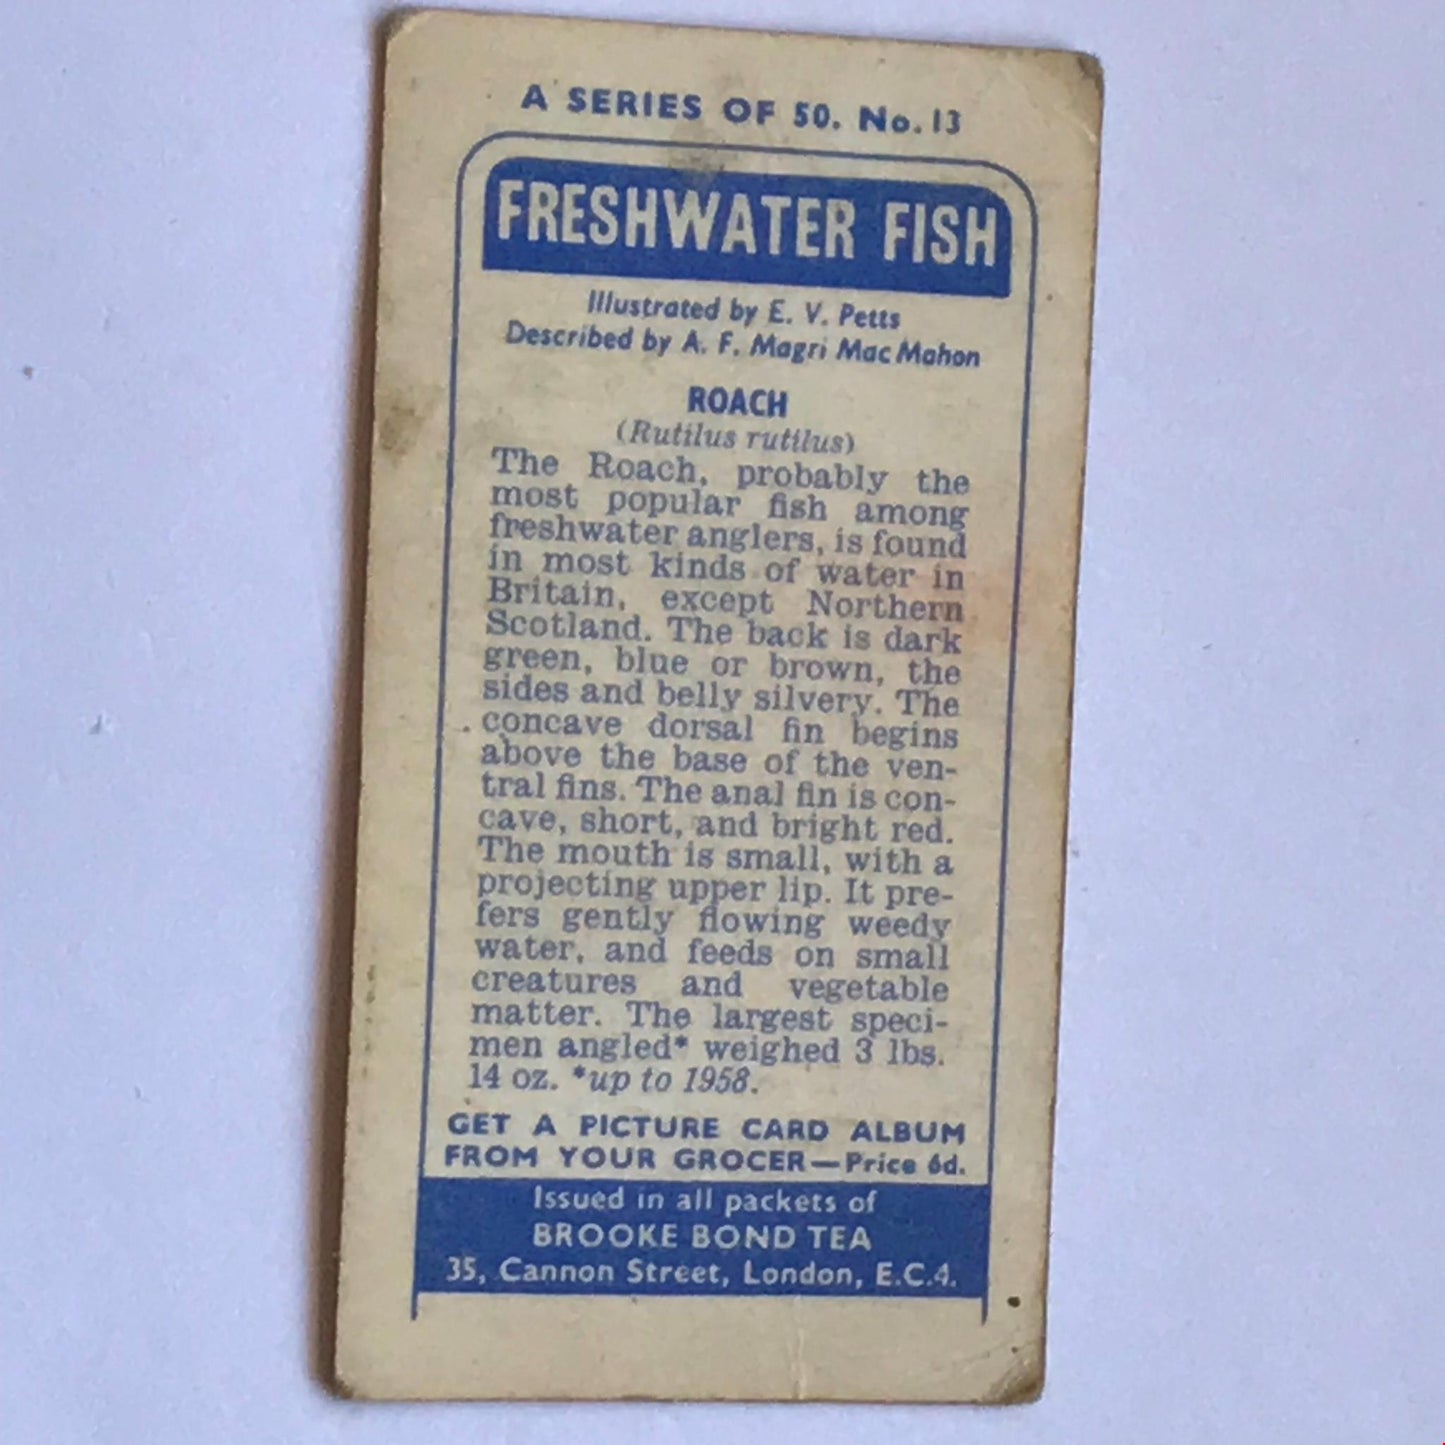 A SERIES OF 50. No. 13
FRESHWATER FISH
Illustrated by E. V. Petts
Described by A. F. Magri Mac Mahon
ROACH
(Rutilus rutilus)
The Roach, probably the
most popular fish among
freshwater anglers, is found
in most kinds of water in
Britain, except Northern
Scotland. The back is dark
green, blue or brown, the
sides and belly silvery. The
concave dorsal fin begins
above the base of the ven-
tral fins. The anal fin is con-
cave, short, and bright red.
The mouth is small, with a
projecting upper lip. It pre-
fers gently flowing weedy
water, and feeds on small
creatures and vegetable
matter. The largest speci-
men angled* weighed 3 lbs.
14 oz. *up to 1958.
GET A PICTURE CARD ALBUM
FROM YOUR GROCER—Price 6d.
Issued in all packets of
BROOKE BOND TEA
35, Cannon Street, London, E.C.4.